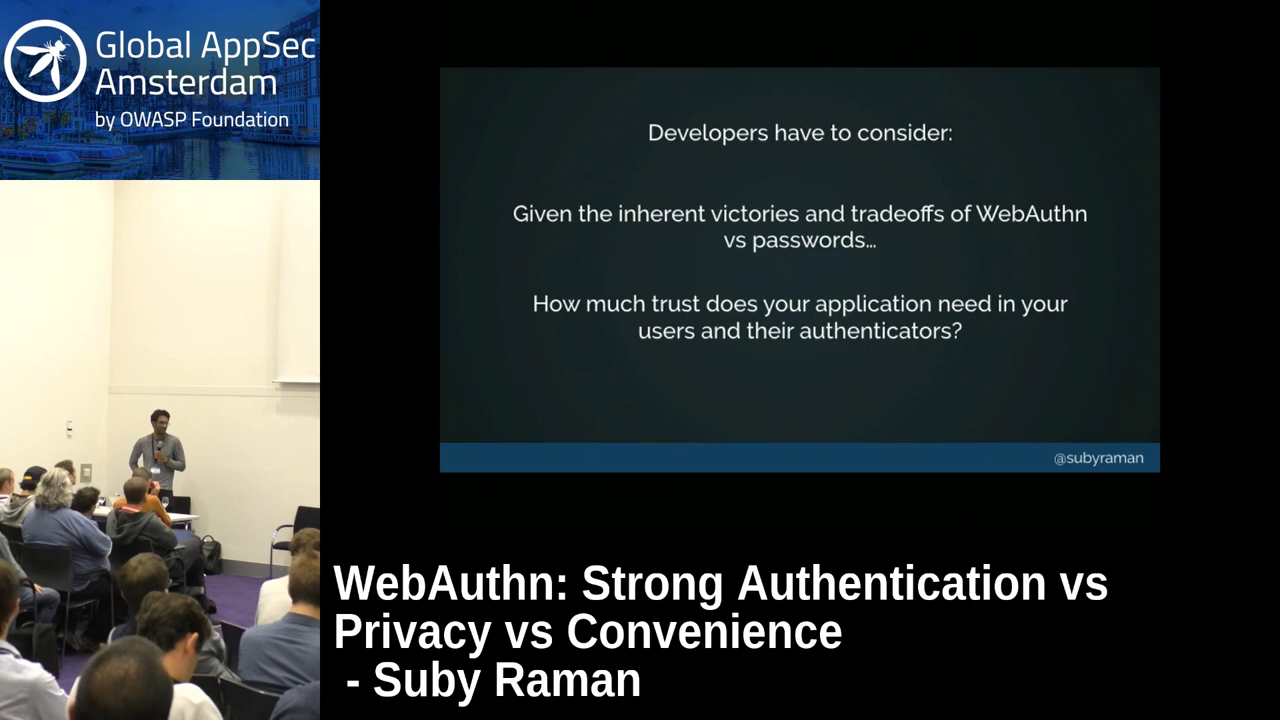 Global AppSec
Amsterdam
by OWASP Foundation
Developers have to consider:
Given the inherent victories and tradeoffs of WebAuthn
vs passwords...
How much trust does your application need in your
users and their authenticators?
@subyraman
WebAuthn: Strong Authentication vs
Privacy vs Convenience
- Suby Raman